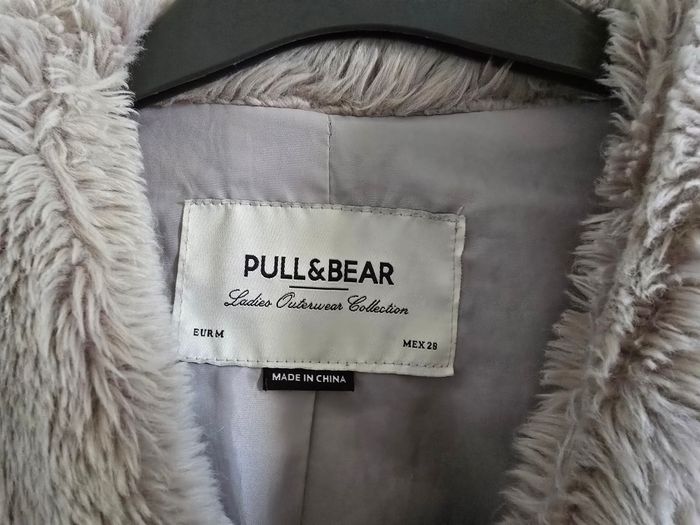 PULL&BEAR
Ladies Outerwear Collection
EUR M
MEX 28
MADE IN CHINA